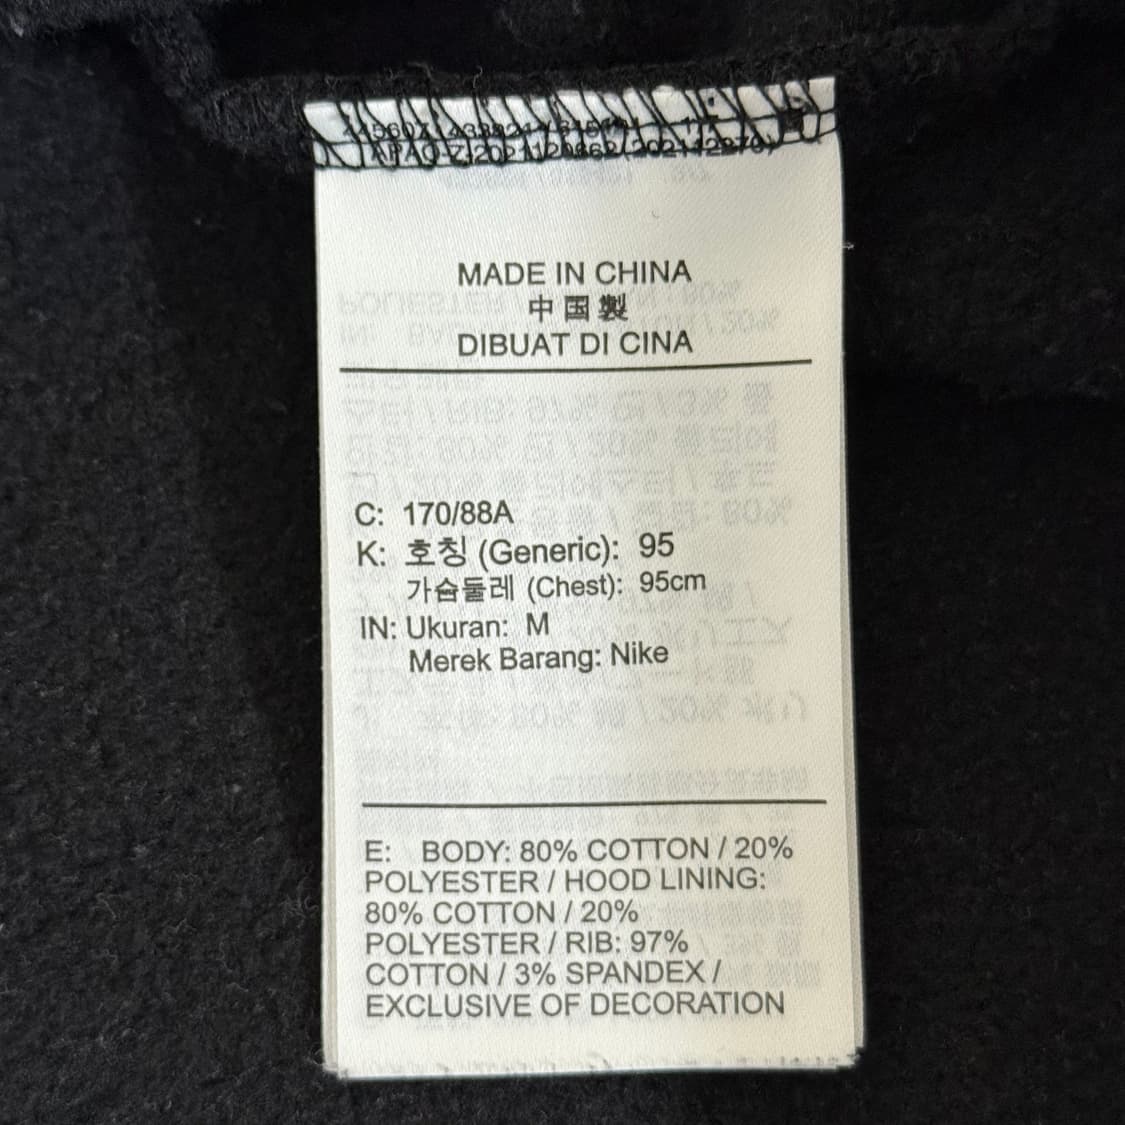 MADE IN CHINA
中国製
DIBUAT DI CINA
C: 170/88A
K: 호칭 (Generic): 95
가슴둘레 (Chest): 95cm
IN: Ukuran: M
Merek Barang: Nike
E: BODY: 80% COTTON / 20%
POLYESTER / HOOD LINING:
80% COTTON / 20%
POLYESTER / RIB: 97%
COTTON / 3% SPANDEX /
EXCLUSIVE OF DECORATION